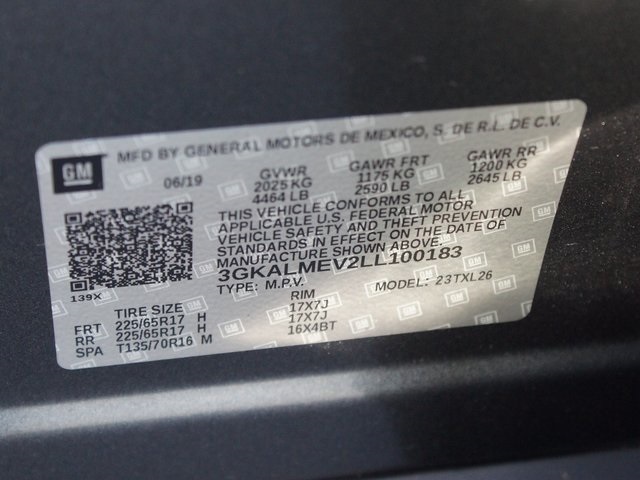 GM
MFD BY GENERAL MOTORS DE MEXICO, S. DE R.L. DE C.V.
06/19 GVWR GAWR FRT GAWR RR
2025 KG 1175 KG 1200 KG
4464 LB 2590 LB 2645 LB
THIS VEHICLE CONFORMS TO ALL
APPLICABLE U.S. FEDERAL MOTOR
VEHICLE SAFETY AND THEFT PREVENTION
STANDARDS IN EFFECT ON THE DATE OF
MANUFACTURE SHOWN ABOVE.
3GKALMEV2LL100183
139X TYPE: M.P.V. MODEL: 23TXL26
TIRE SIZE RIM
FRT 225/65R17 H 17X7J
RR 225/65R17 H 17X7J
SPA T135/70R16 M 16X4BT